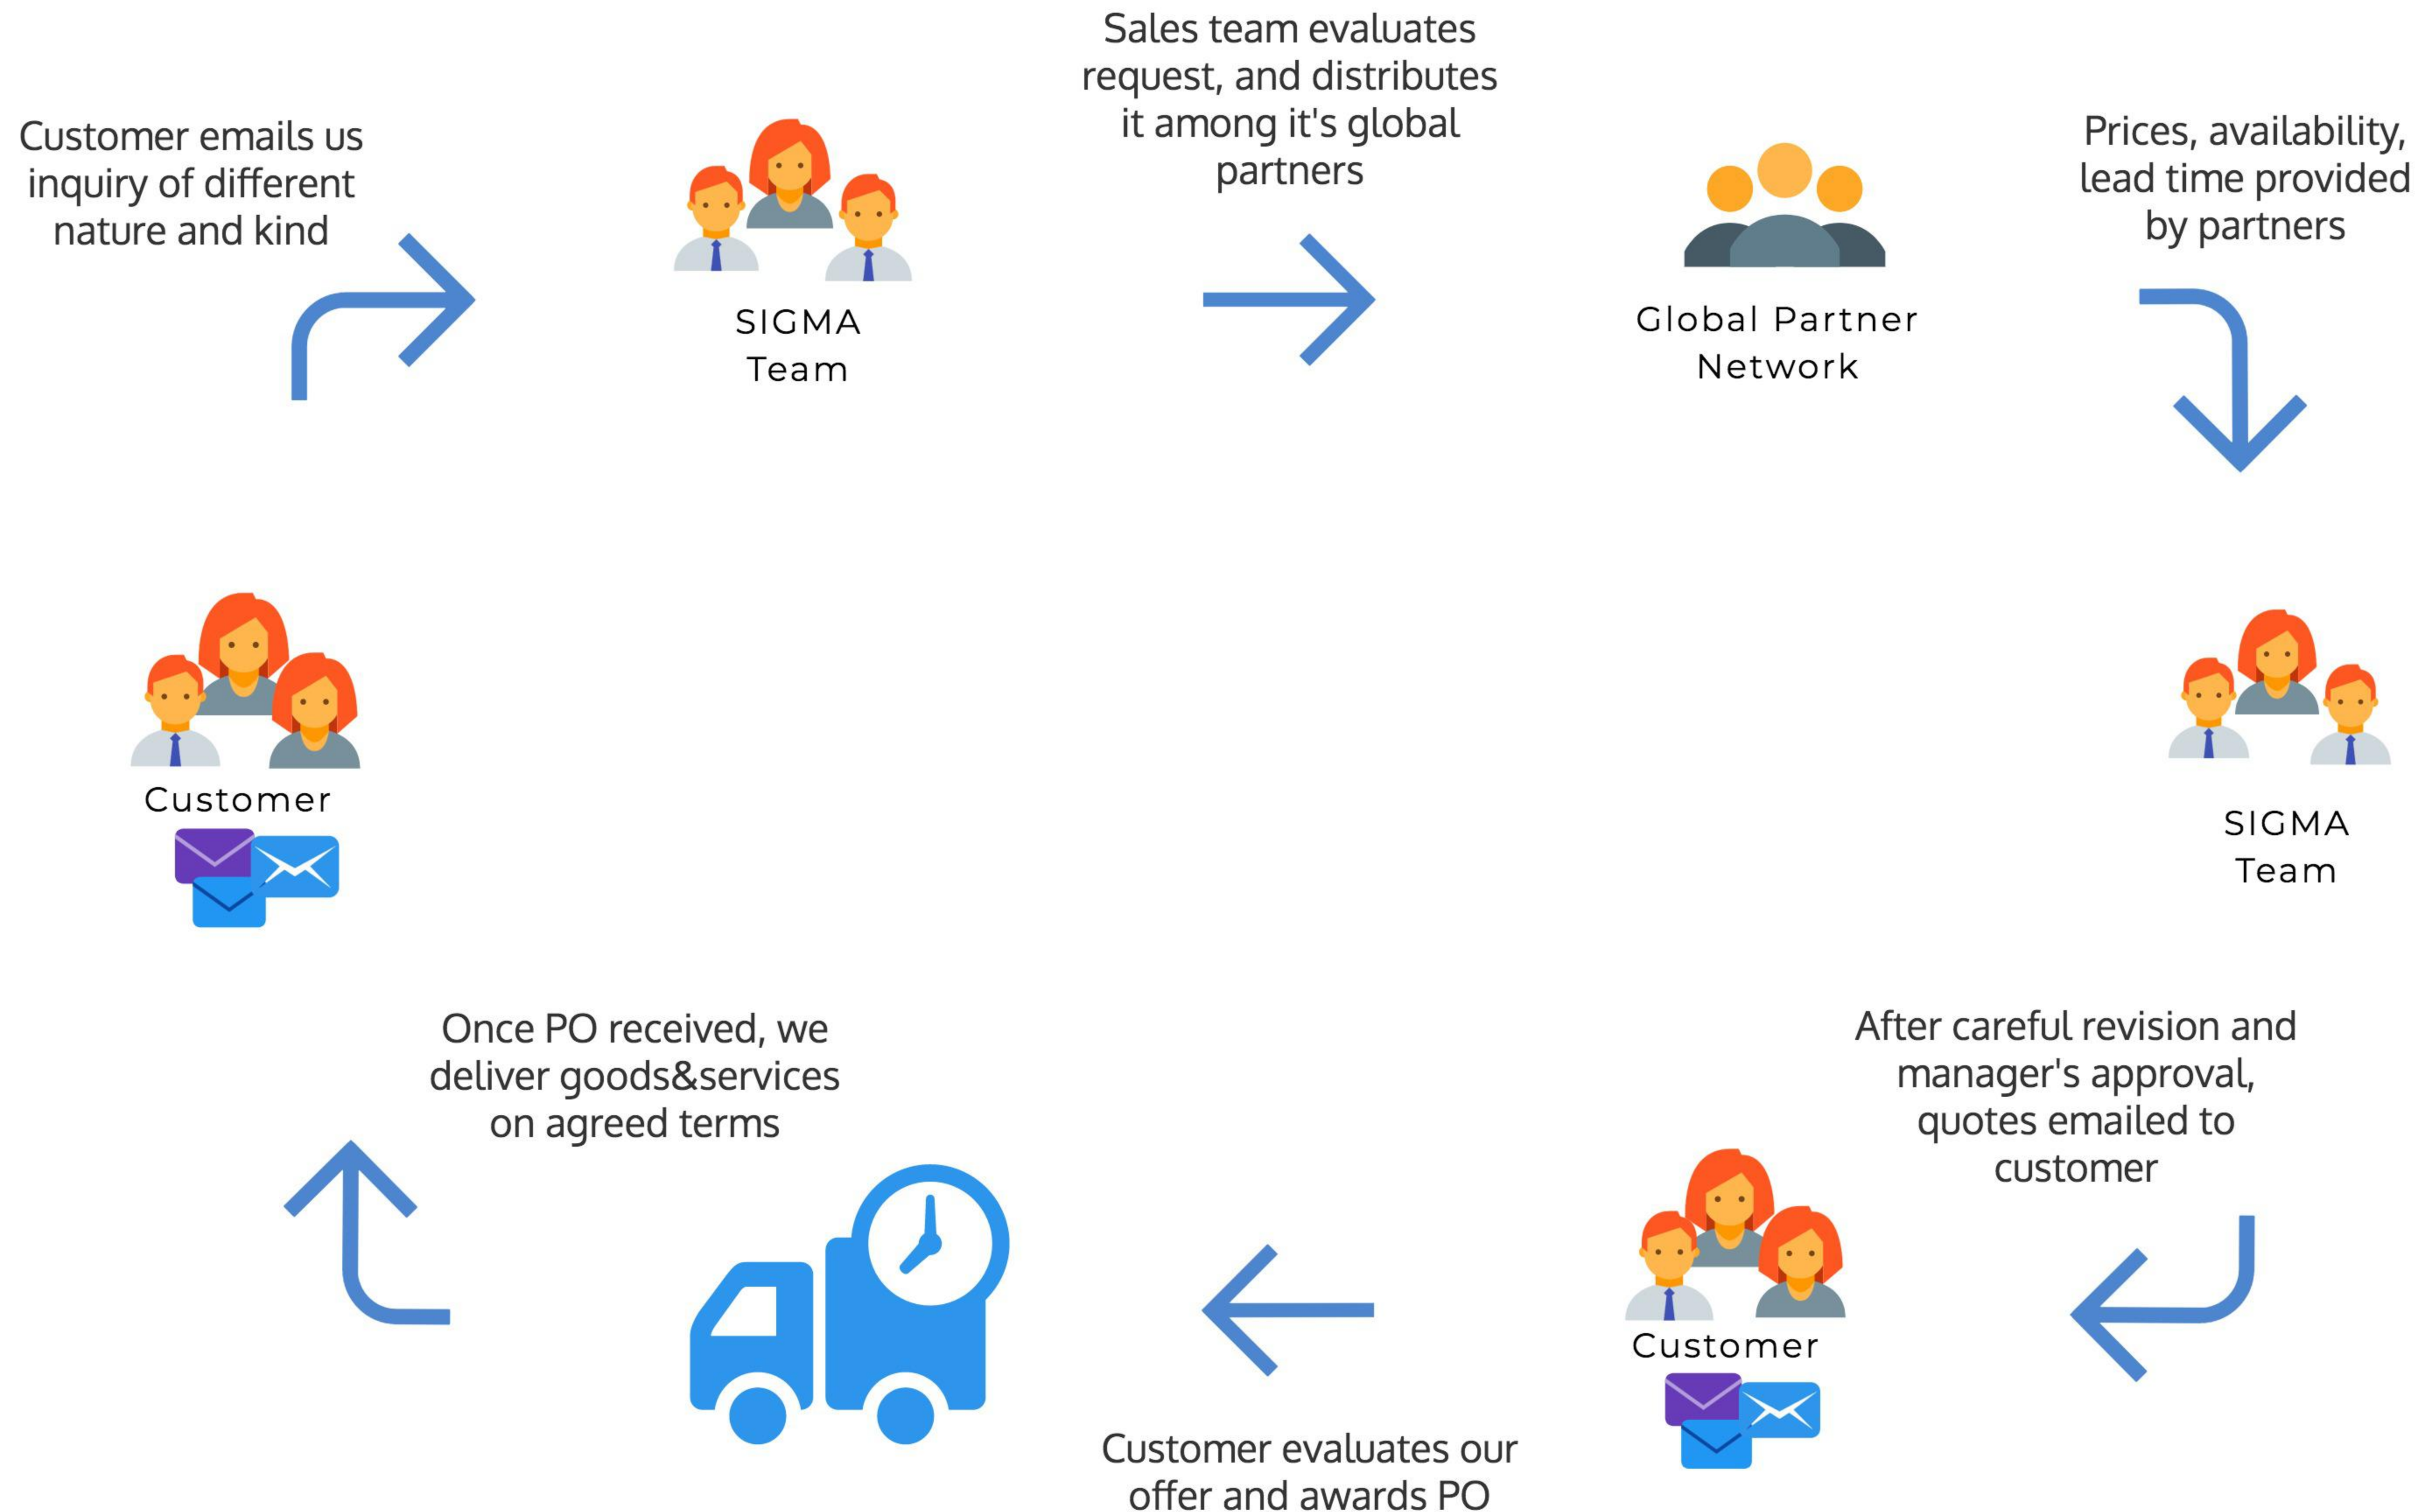 Customer emails us
inquiry of different
nature and kind
SIGMA
Team
Sales team evaluates
request, and distributes
it among it's global
partners
Global Partner
Network
Prices, availability,
lead time provided
by partners
SIGMA
Team
After careful revision and
manager's approval,
quotes emailed to
customer
Customer
Customer evaluates our
offer and awards PO
Once PO received, we
deliver goods&services
on agreed terms
Customer